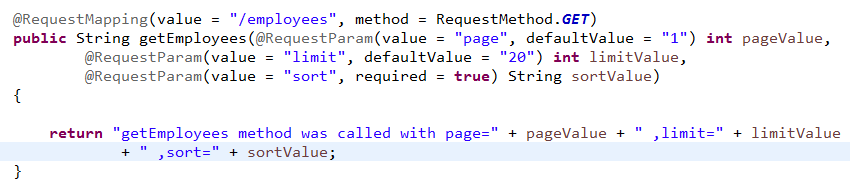 @RequestMapping(value = "/employees", method = RequestMethod.GET)
public String getEmployees(@RequestParam(value = "page", defaultValue = "1") int pageValue,
        @RequestParam(value = "limit", defaultValue = "20") int limitValue,
        @RequestParam(value = "sort", required = true) String sortValue)
{
    return "getEmployees method was called with page=" + pageValue + " ,limit=" + limitValue
            + " ,sort=" + sortValue;
}